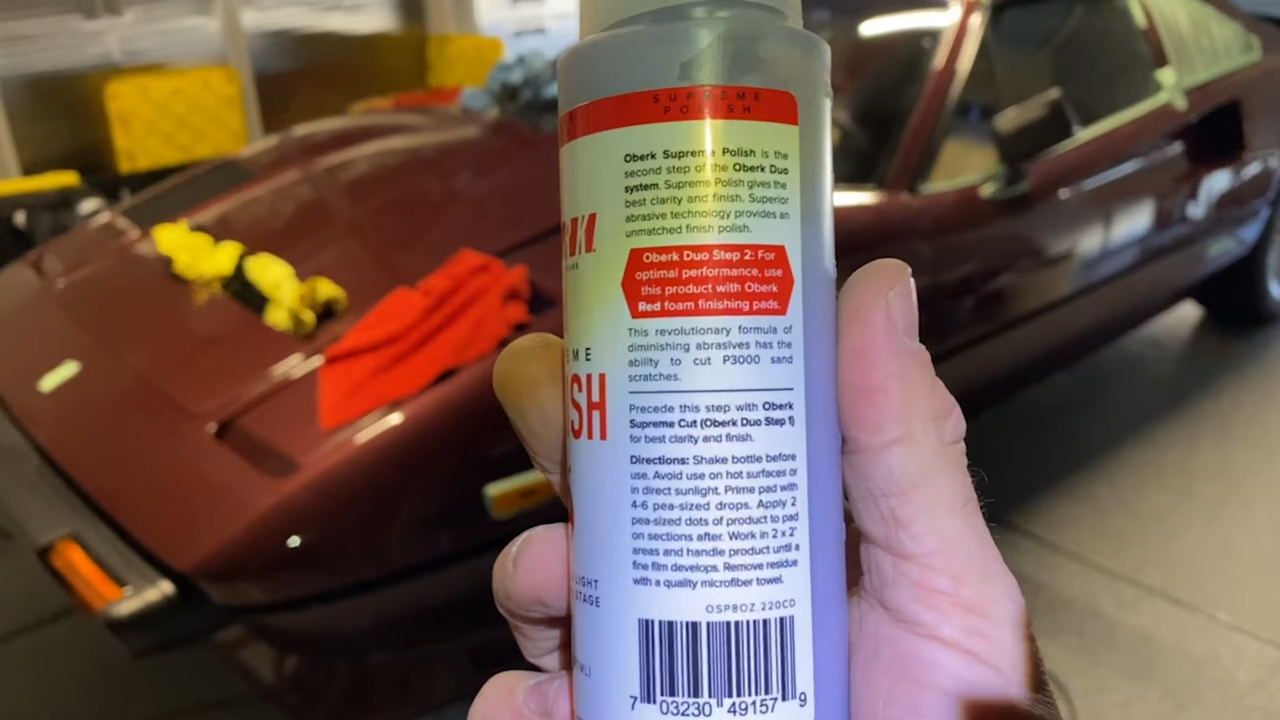 SUPREME
POLISH
Oberk Supreme Polish is the
second step of the Oberk Duo
system. Supreme Polish gives the
best clarity and finish. Superior
abrasive technology provides an
unmatched finish polish.
Oberk Duo Step 2: For
optimal performance, use
this product with Oberk
Red foam finishing pads.
This revolutionary formula of
diminishing abrasives has the
ability to cut P3000 sand
scratches.
Precede this step with Oberk
Supreme Cut (Oberk Duo Step 1)
for best clarity and finish.
Directions: Shake bottle before
use. Avoid use on hot surfaces or
in direct sunlight. Prime pad with
4-6 pea-sized drops. Apply 2
pea-sized dots of product to pad
on sections after. Work in 2 x 2'
areas and handle product until a
fine film develops. Remove residue
with a quality microfiber towel.
OSP8OZ.220CD
7 03230 49157 9
RK
EME
ISH
LIGHT
STAGE
ML)